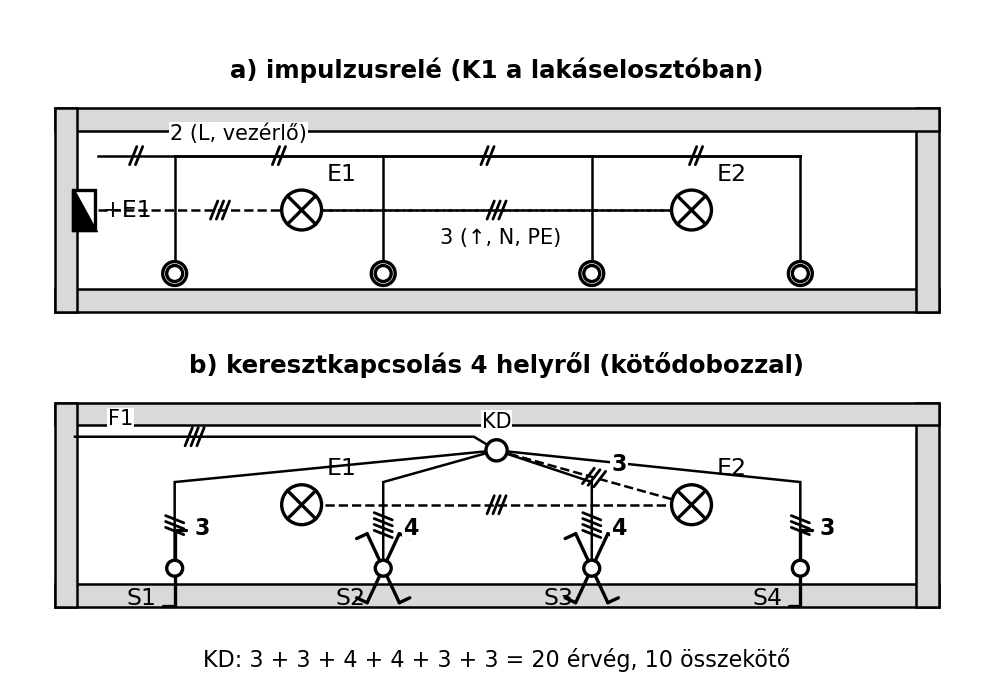 a) impulzusrelé (K1 a lakáselosztóban)
2 (L, vezérlő)
E1
E2
+E1
3 (↑, N, PE)
b) keresztkapcsolás 4 helyről (kötődobozzal)
F1
KD
E1
3
E2
3
4
4
3
S1
S2
S3
S4
KD: 3 + 3 + 4 + 4 + 3 + 3 = 20 érvég, 10 összekötő